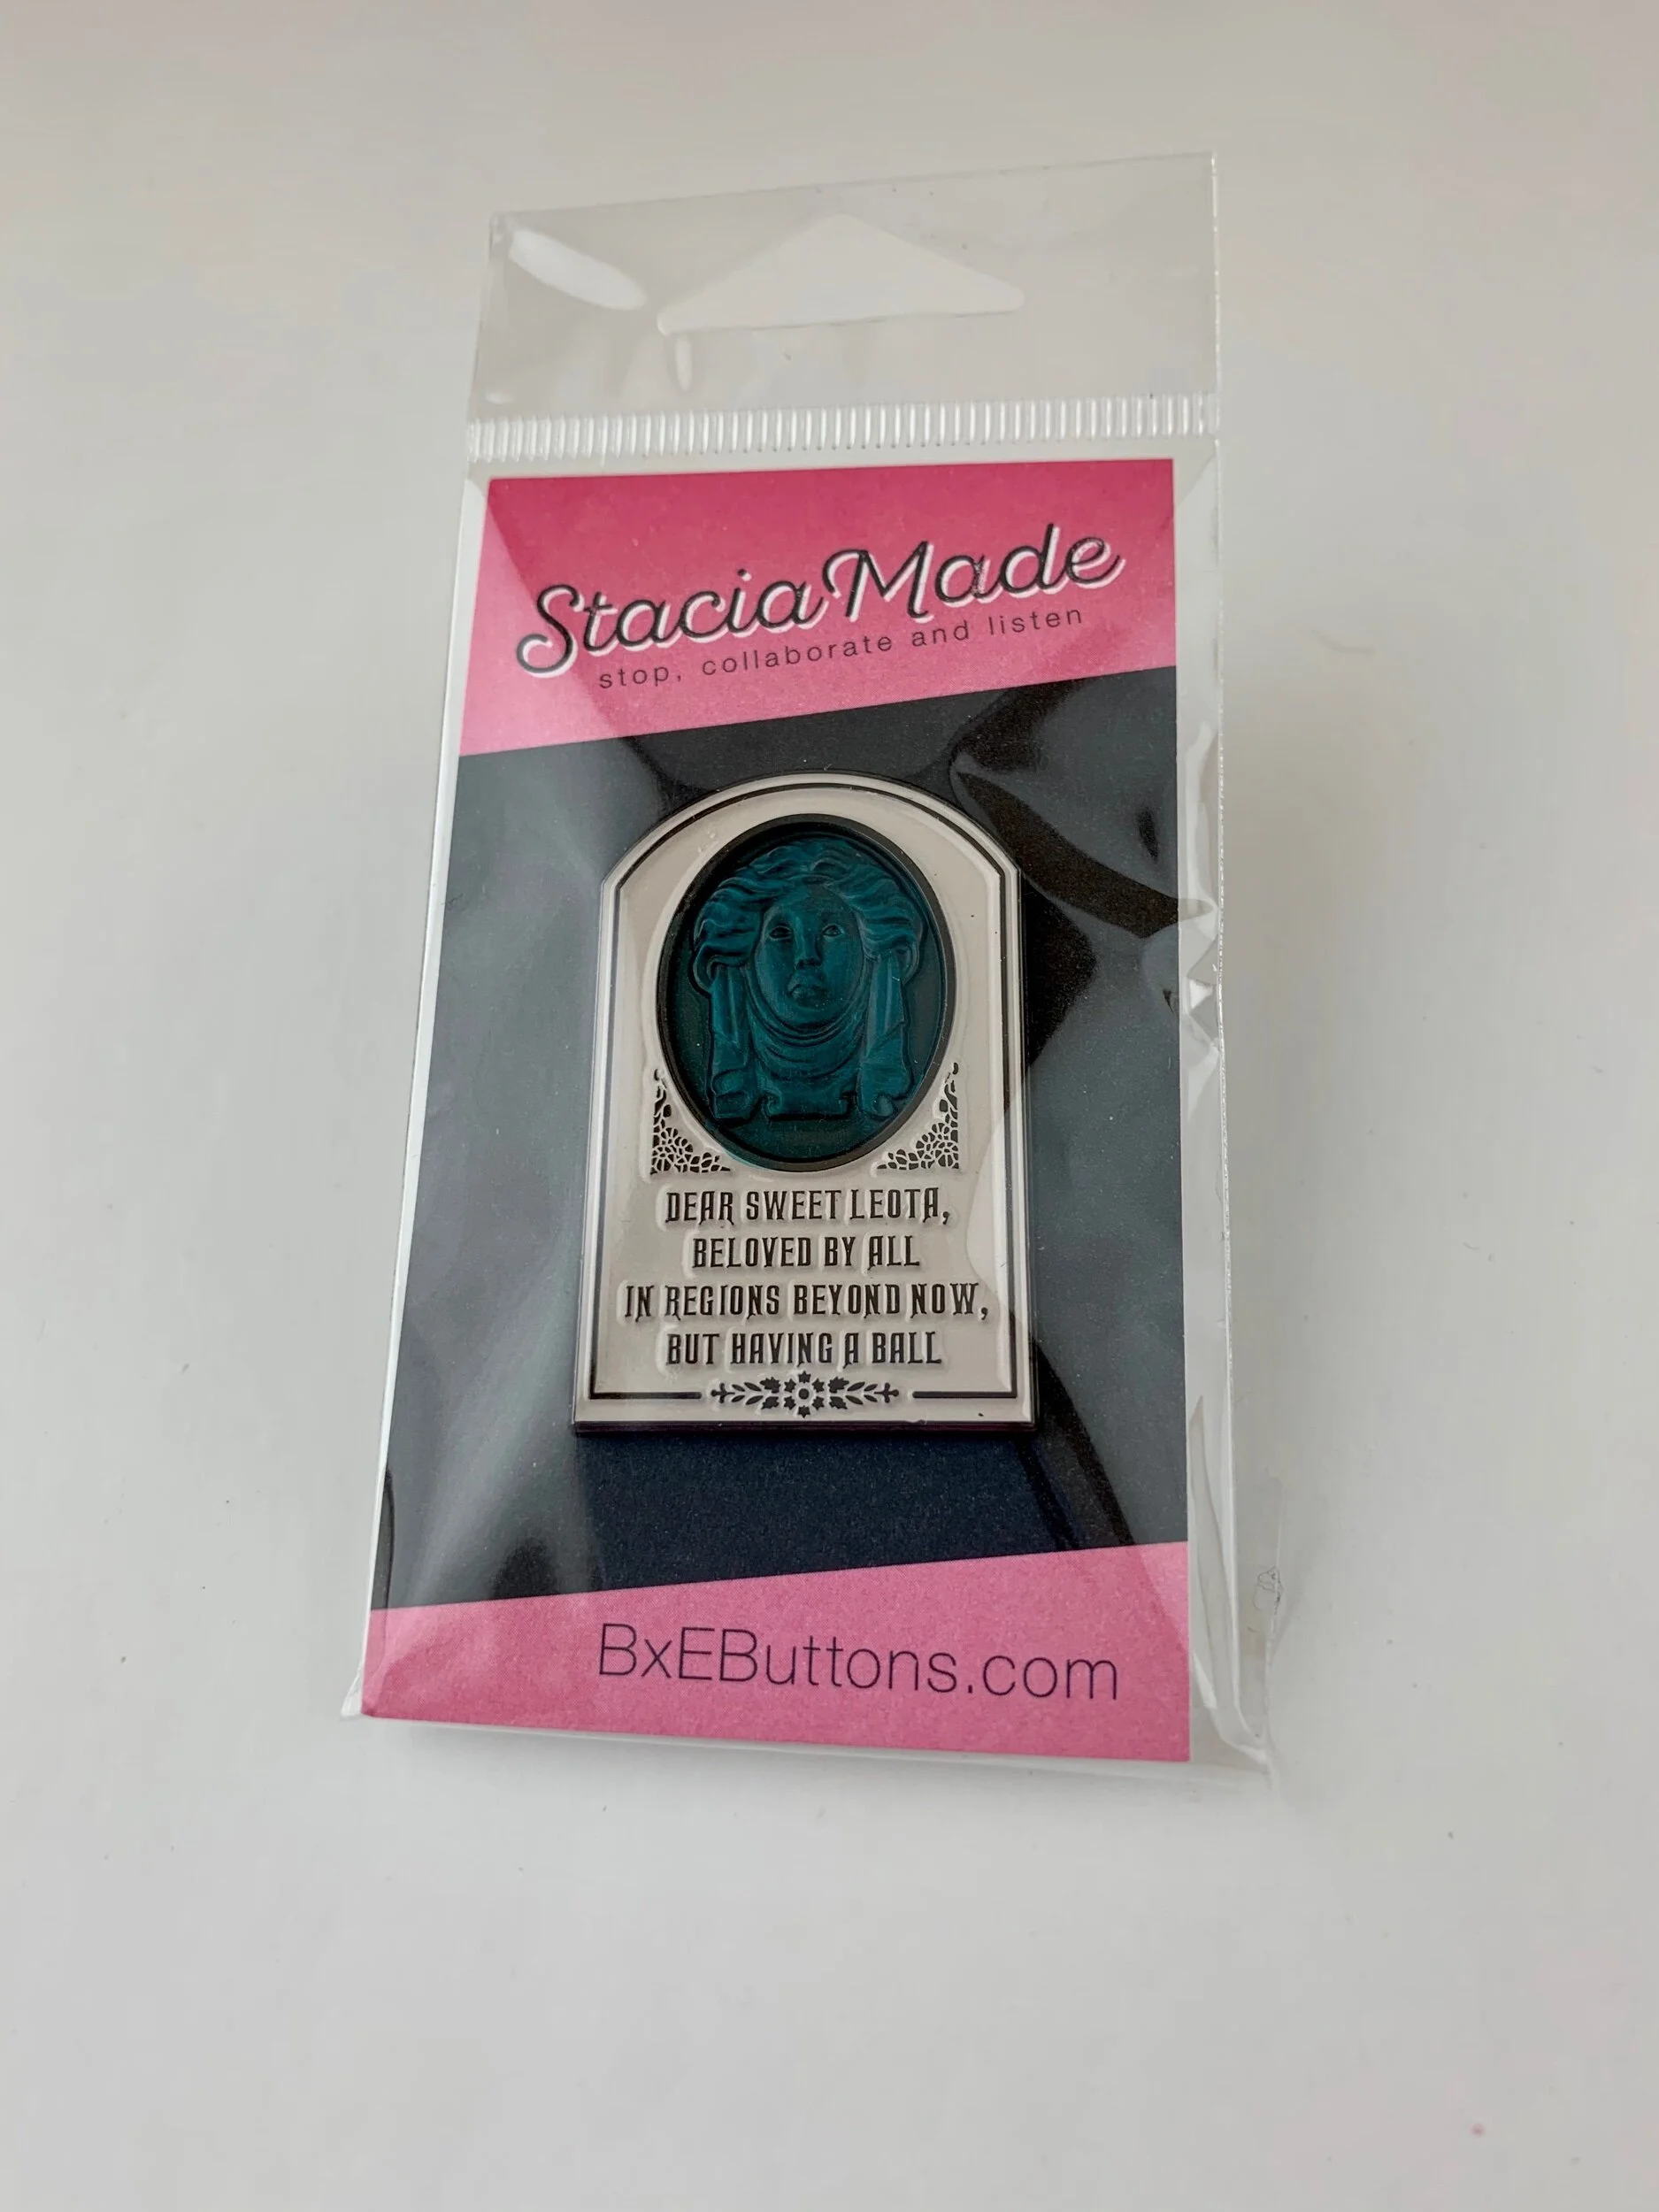 StaciaMade
stop, collaborate and listen
DEAR SWEET LEOTA,
BELOVED BY ALL
IN REGIONS BEYOND NOW,
BUT HAVING A BALL
BxEButtons.com